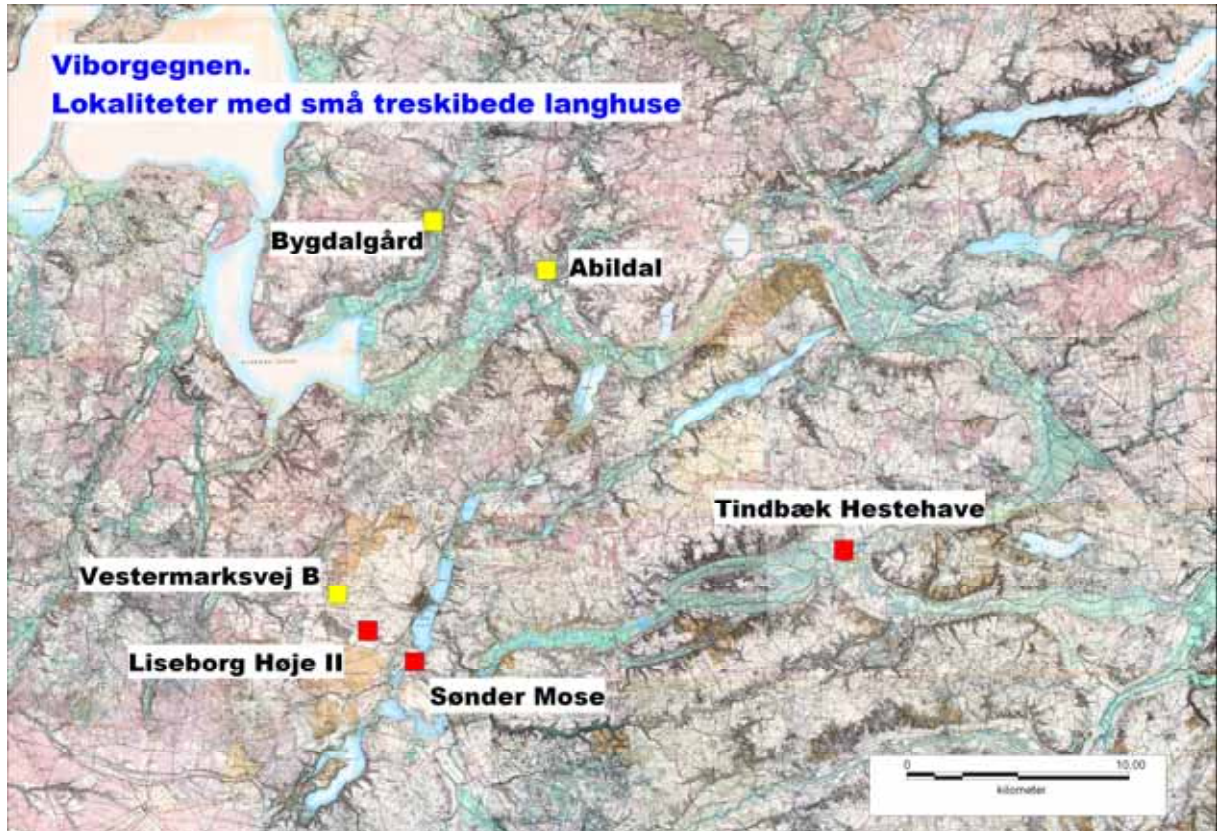 Viborgegnen.
Lokaliteter med små treskibede langhuse
Bygdalgård
Abildal
Tindbæk Hestehave
Vestermarksvej B
Liseborg Høje II
Sønder Mose
0 10.00
kilometer